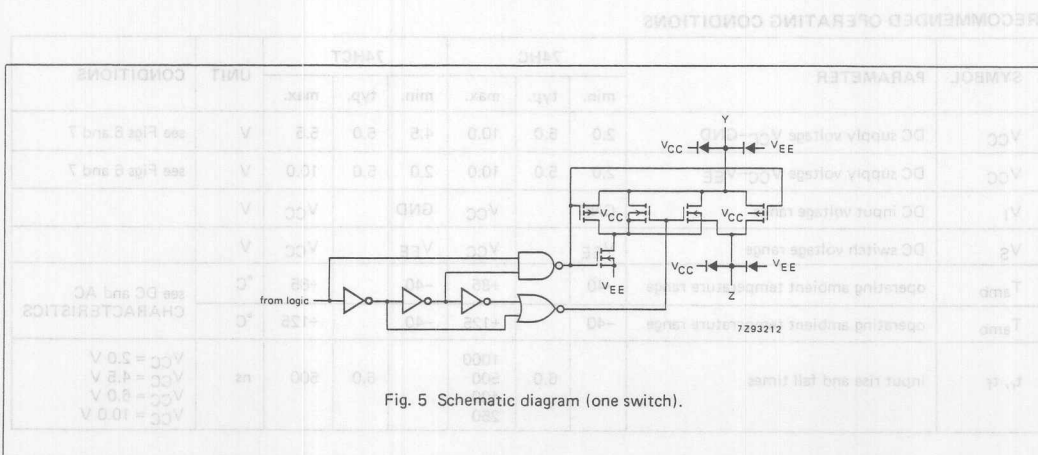 Y
VCC
VEE
VCC
VCC
VEE
VCC
VEE
Z
from logic
7Z93212
Fig. 5 Schematic diagram (one switch).
RECOMMENDED OPERATING CONDITIONS
74HC
74HCT
SYMBOL
PARAMETER
UNIT
CONDITIONS
min.
typ.
max.
min.
typ.
max.
VCC
DC supply voltage VCC–GND
2.0
5.0
10.0
4.5
5.0
5.5
V
see Figs 6 and 7
VCC
DC supply voltage VCC–VEE
2.0
5.0
10.0
2.0
5.0
10.0
V
see Figs 6 and 7
VI
DC input voltage range
VCC
GND
VCC
V
VS
DC switch voltage range
VEE
VCC
VEE
VCC
V
Tamb
operating ambient temperature range
–40
+85
–40
+85
°C
see DC and AC
CHARACTERISTICS
Tamb
operating ambient temperature range
–40
+125
–40
+125
°C
tr, tf
input rise and fall times
6.0
1000
500
250
6.0
500
ns
VCC = 2.0 V
VCC = 4.5 V
VCC = 6.0 V
VCC = 10.0 V